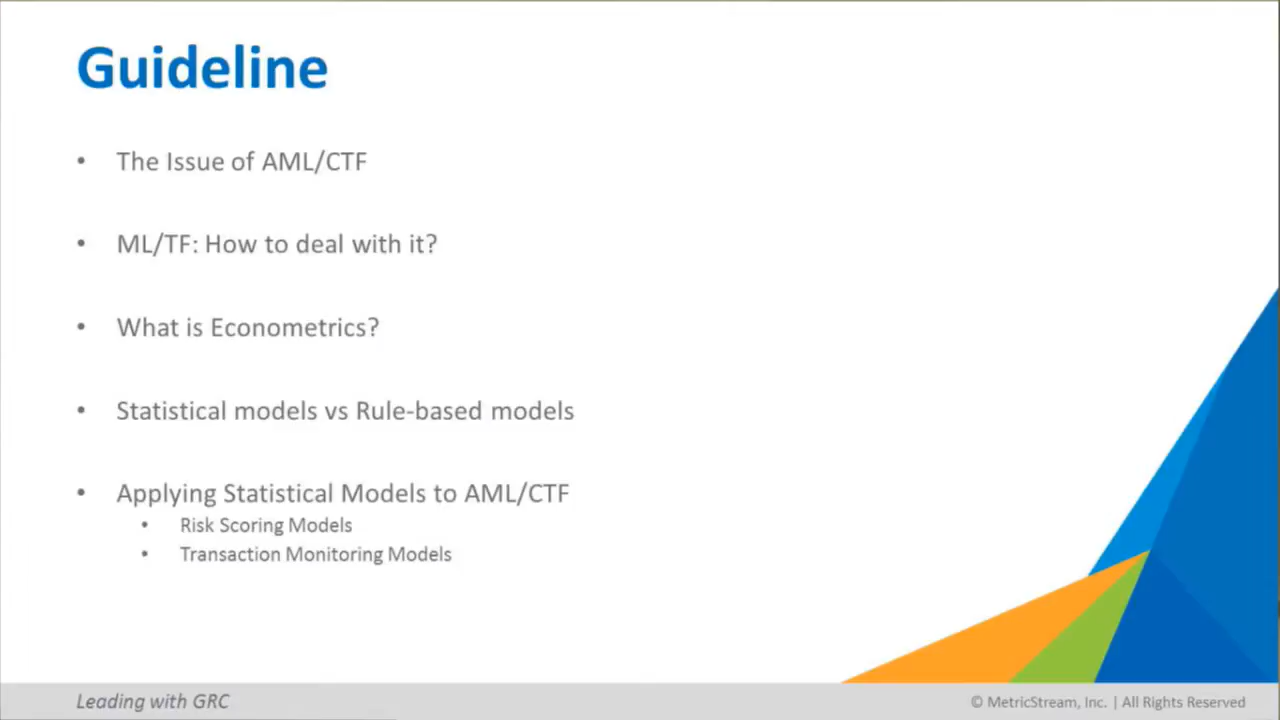 Guideline
• The Issue of AML/CTF
• ML/TF: How to deal with it?
• What is Econometrics?
• Statistical models vs Rule-based models
• Applying Statistical Models to AML/CTF
• Risk Scoring Models
• Transaction Monitoring Models
Leading with GRC
© MetricStream, Inc. | All Rights Reserved